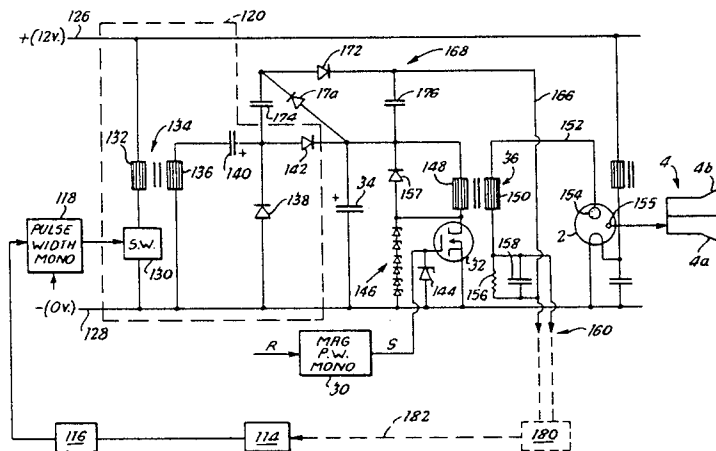 126
120
+(12v.)
172
168
17a
174
176
166
152
134
132
136
140
142
34
148
36
150
154
155
4
4b
4a
2
157
138
118
PULSE
WIDTH
MONO
S.W.
130
146
144
32
158
156
-(0v.)
128
160
R
MAG
P.W.
MONO
S
30
182
116
114
180